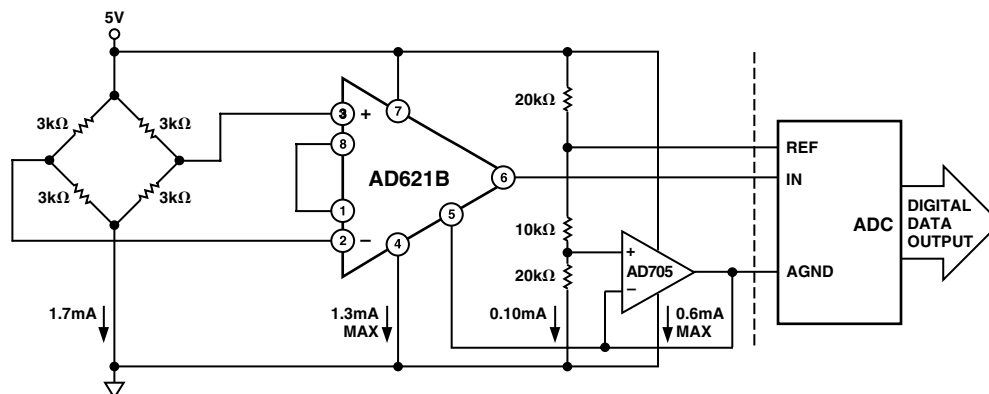 5V
3kΩ
3kΩ
3kΩ
3kΩ
1.7mA
3
+
8
1
2
−
7
AD621B
6
5
4
1.3mA
MAX
20kΩ
10kΩ
20kΩ
0.10mA
+
AD705
−
0.6mA
MAX
REF
IN
ADC
AGND
DIGITAL
DATA
OUTPUT